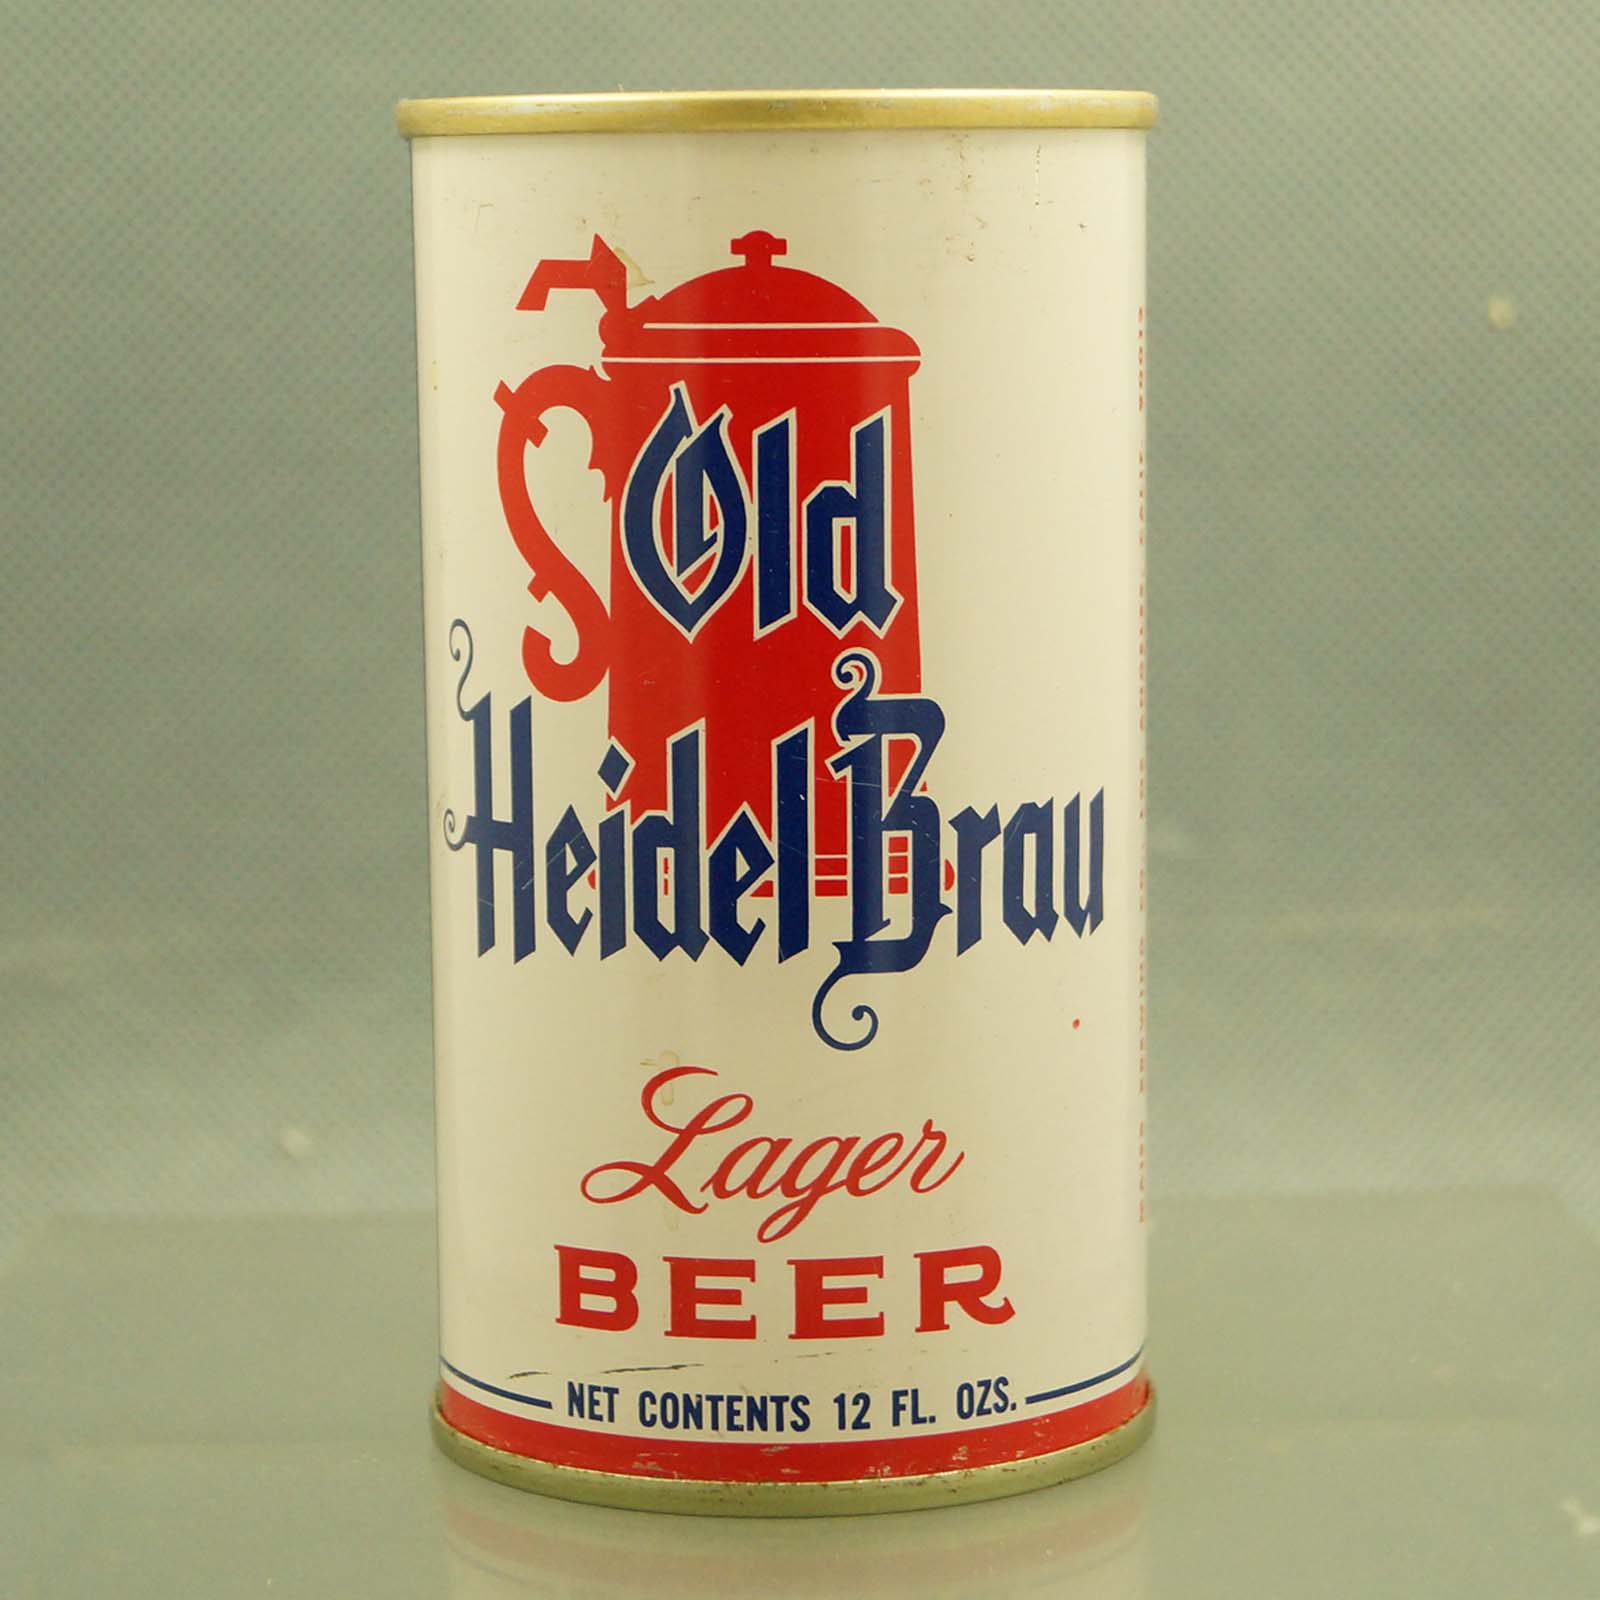 Old
Heidel Brau
Lager
BEER
NET CONTENTS 12 FL. OZS.